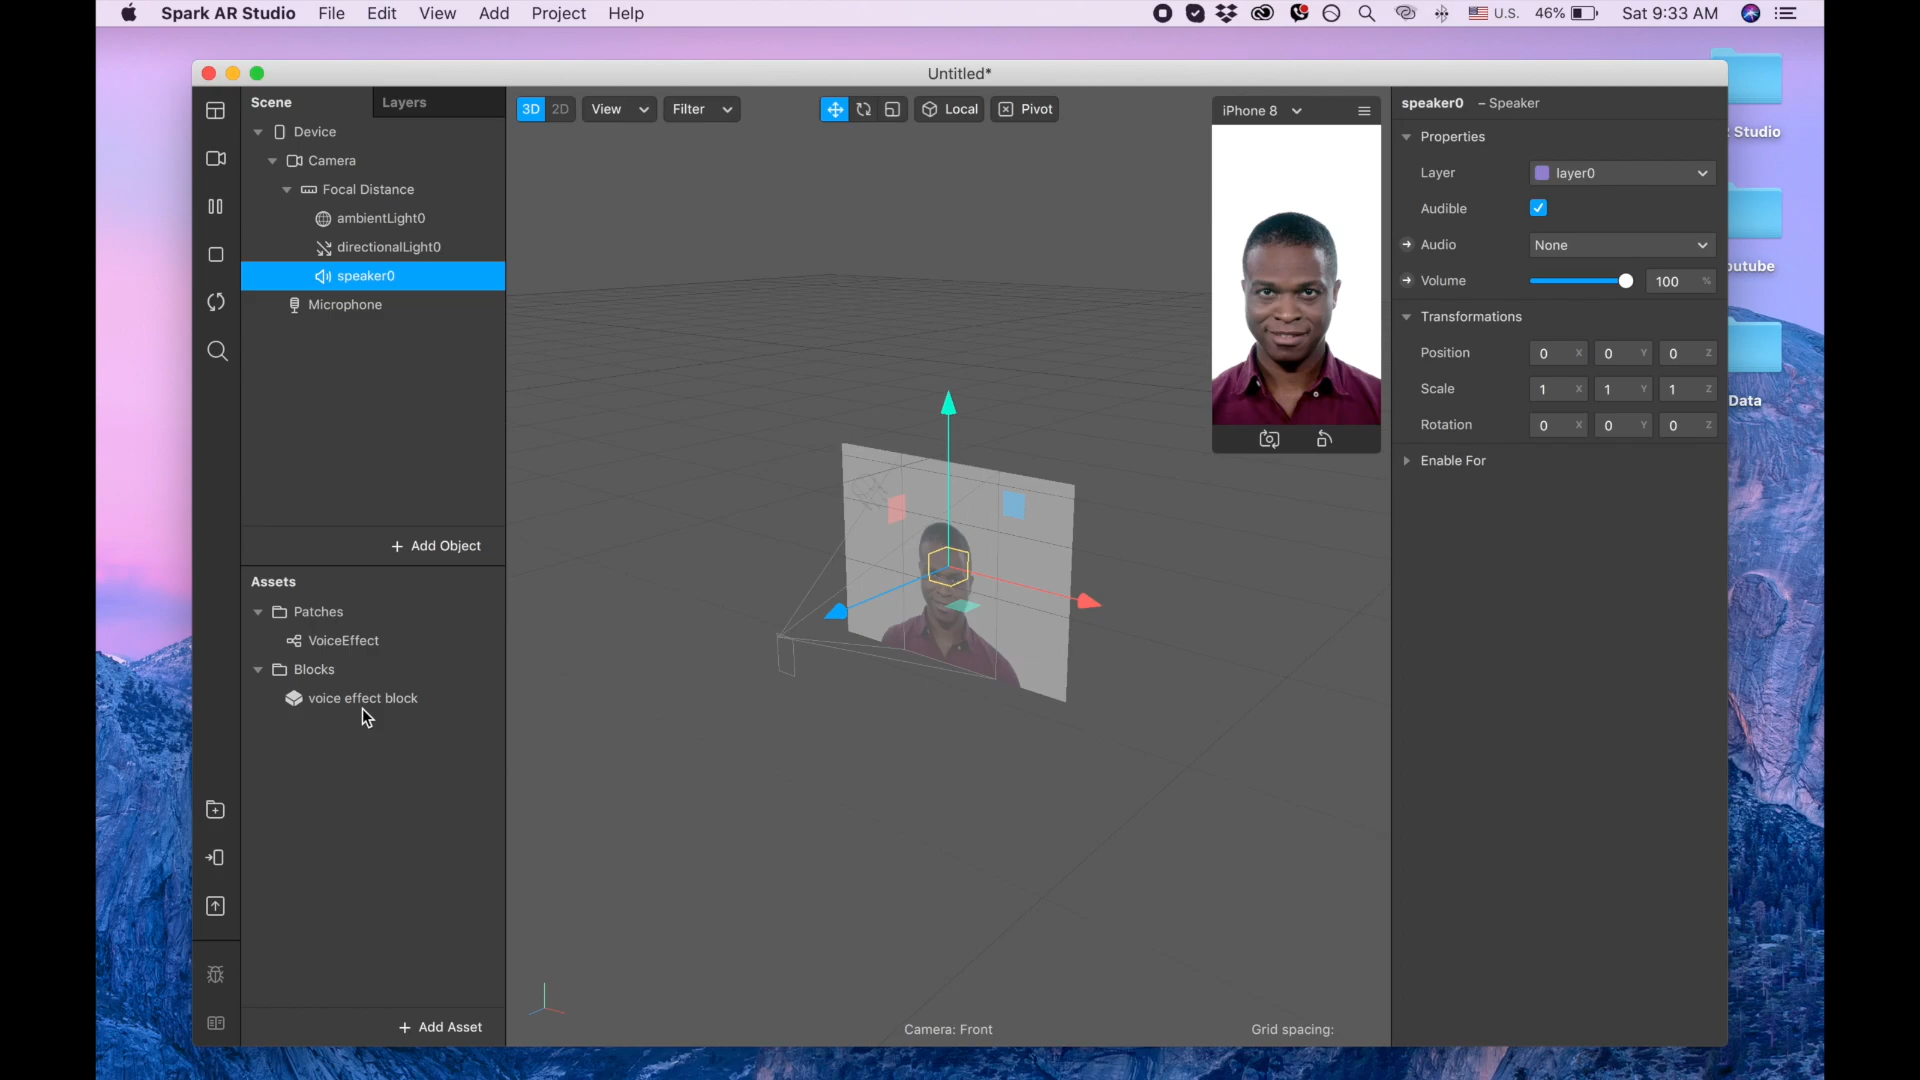 Spark AR Studio File Edit View Add Project Help
U.S. 46% Sat 9:33 AM
Untitled*
Scene
Layers
Device
Camera
Focal Distance
ambientLight0
directionalLight0
speaker0
Microphone
+ Add Object
Assets
Patches
VoiceEffect
Blocks
voice effect block
+ Add Asset
3D 2D View Filter Local Pivot
iPhone 8
Camera: Front
Grid spacing:
speaker0 – Speaker
Properties
Layer layer0
Audible
Audio None
Volume 100 %
Transformations
Position 0 X 0 Y 0 Z
Scale 1 X 1 Y 1 Z
Rotation 0 X 0 Y 0 Z
Enable For
Studio
outube
Data